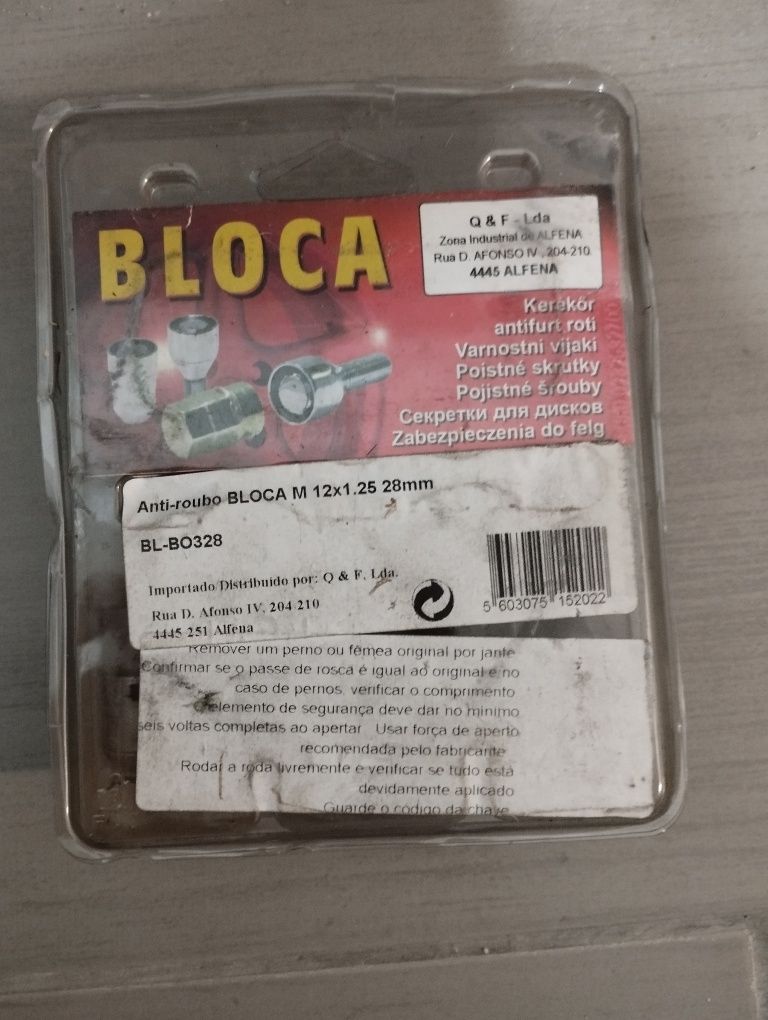 BLOCA
Q & F - Lda
Zona Industrial de ALFENA
Rua D. AFONSO IV, 204-210
4445 ALFENA
Kerékőr
antifurt roti
Varnostni vijaki
Poistné skrutky
Pojistné šrouby
Секретки для дисков
Zabezpieczenia do felg
Anti-roubo BLOCA M 12x1.25 28mm
BL-BO328
Importado/Distribuido por: Q & F, Lda.
Rua D. Afonso IV, 204-210
4445-251 Alfena
5 603075 152022
Remover um perno ou fêmea original por jante
Confirmar se o passe de rosca é igual ao original e no
caso de pernos, verificar o comprimento
O elemento de segurança deve dar no minimo
seis voltas completas ao apertar Usar força de aperto
recomendada pelo fabricante
Rodar a roda livremente e verificar se tudo está
devidamente aplicado
Guarde o código da chave